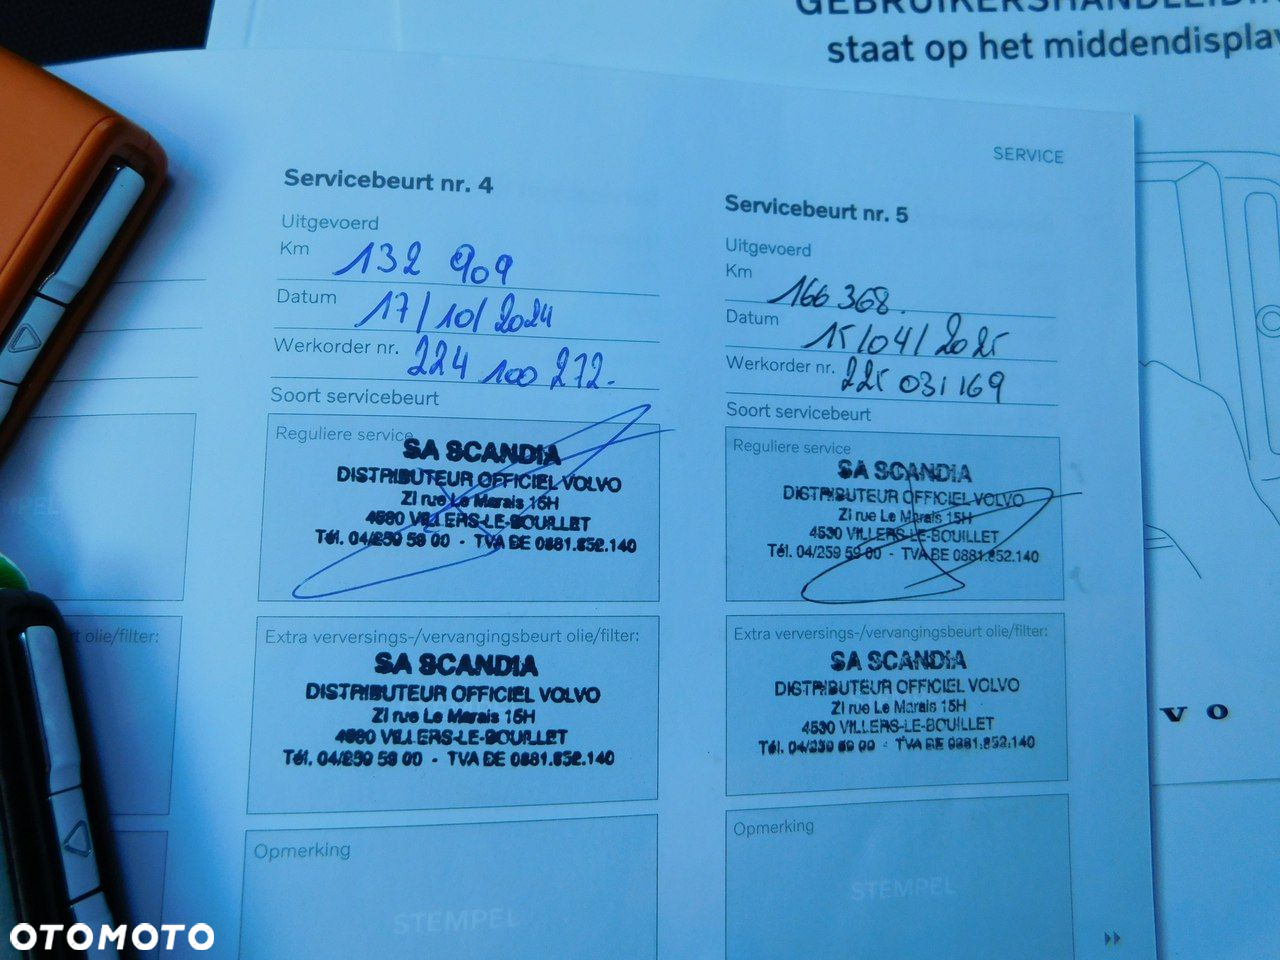 GEBRUIKERSHANDLEIDIN
staat op het middendisplay
SERVICE
Servicebeurt nr. 4
Uitgevoerd
Km 132 909
Datum 17/10/2024
Werkorder nr. 224 100 272.
Soort servicebeurt
Reguliere service
SA SCANDIA
DISTRIBUTEUR OFFICIEL VOLVO
ZI rue Le Marais 15H
4530 VILLERS-LE-BOUILLET
Tél. 04/259 59 00 - TVA BE 0881.852.140
Extra verversings-/vervangingsbeurt olie/filter:
SA SCANDIA
DISTRIBUTEUR OFFICIEL VOLVO
ZI rue Le Marais 15H
4530 VILLERS-LE-BOUILLET
Tél. 04/259 59 00 - TVA BE 0881.852.140
Opmerking
STEMPEL
Servicebeurt nr. 5
Uitgevoerd
Km 166 368.
Datum 15/04/2025
Werkorder nr. 225 031 169
Soort servicebeurt
Reguliere service
SA SCANDIA
DISTRIBUTEUR OFFICIEL VOLVO
ZI rue Le Marais 15H
4530 VILLERS-LE-BOUILLET
Tél. 04/259 59 00 - TVA BE 0881.852.140
Extra verversings-/vervangingsbeurt olie/filter:
SA SCANDIA
DISTRIBUTEUR OFFICIEL VOLVO
ZI rue Le Marais 15H
4530 VILLERS-LE-BOUILLET
Tél. 04/259 59 00 - TVA BE 0881.852.140
Opmerking
STEMPEL
olie/filter:
VO
OTOMOTO